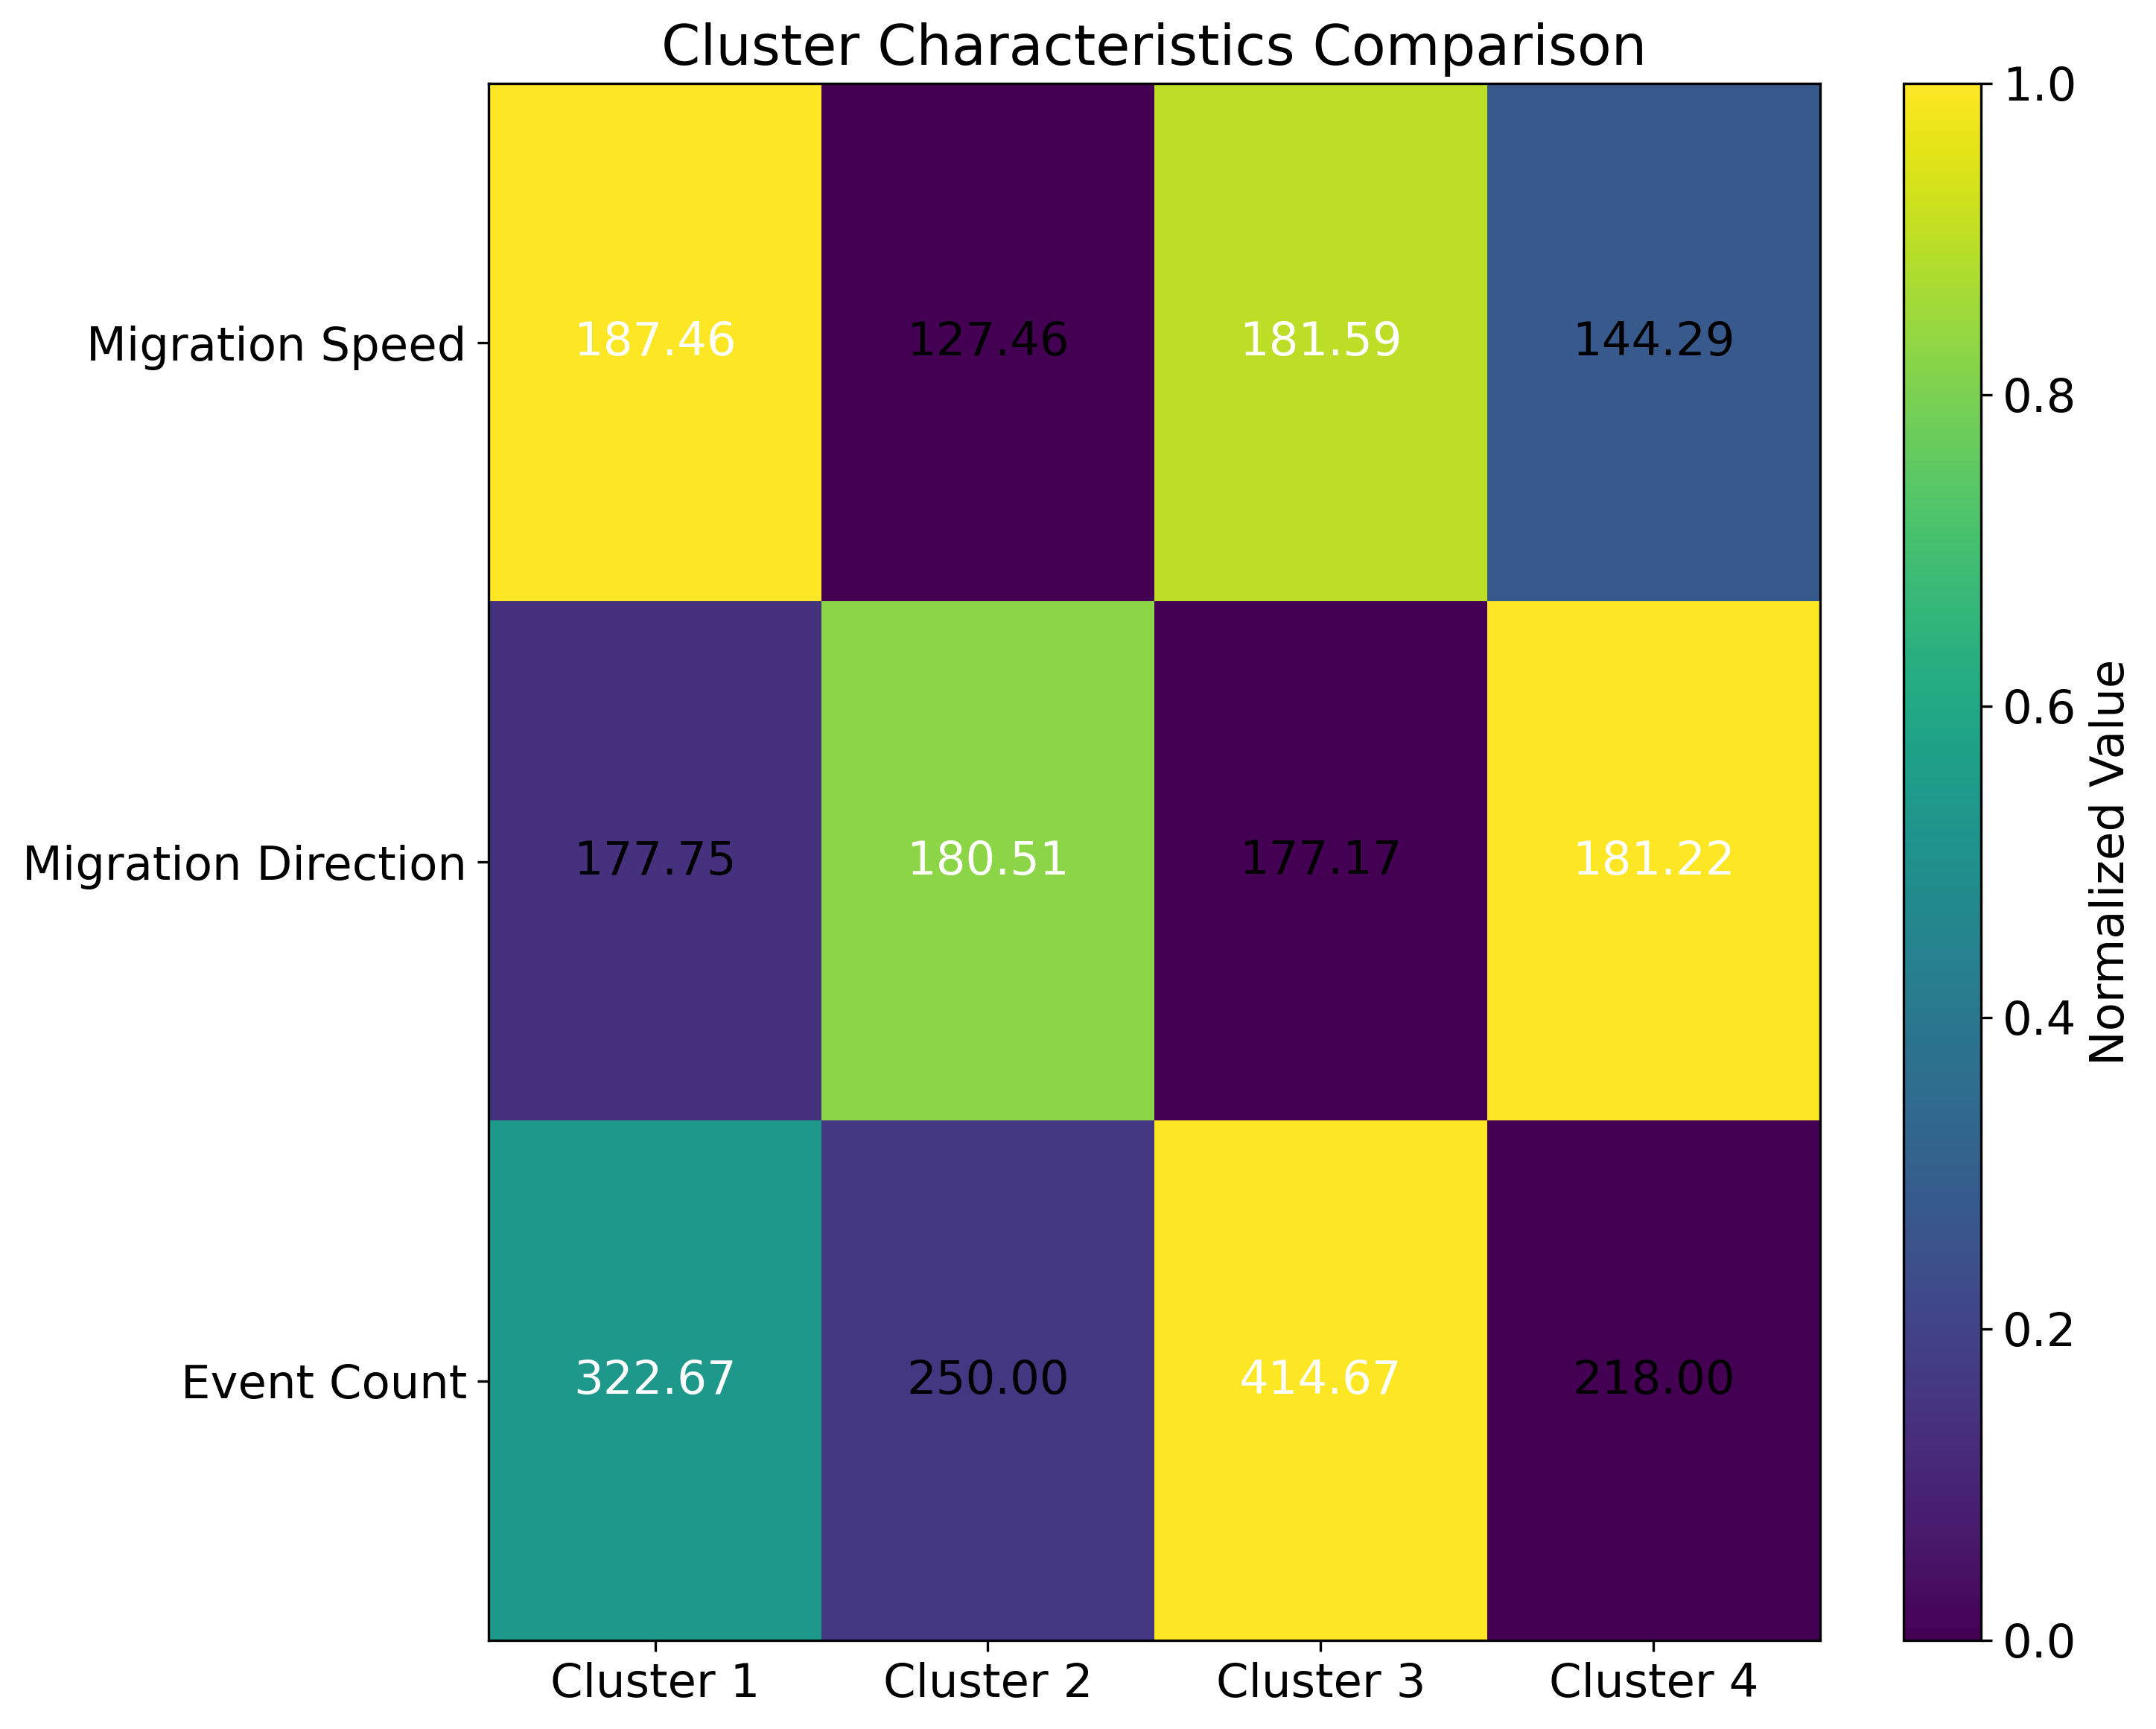 Cluster Characteristics Comparison
Migration Speed
187.46
127.46
181.59
144.29
Migration Direction
177.75
180.51
177.17
181.22
Event Count
322.67
250.00
414.67
218.00
Cluster 1
Cluster 2
Cluster 3
Cluster 4
1.0
0.8
0.6
0.4
0.2
0.0
Normalized Value